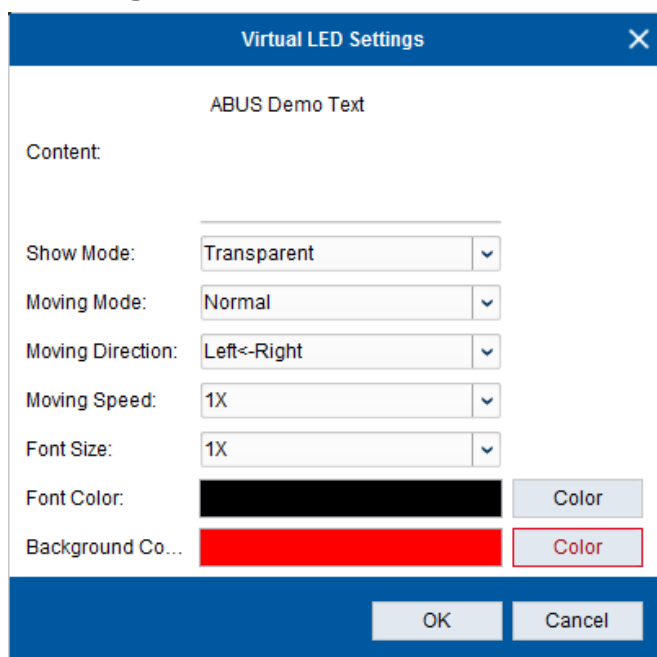 Virtual LED Settings
ABUS Demo Text
Content:
Show Mode: Transparent
Moving Mode: Normal
Moving Direction: Left<-Right
Moving Speed: 1X
Font Size: 1X
Font Color: Color
Background Co... Color
OK Cancel